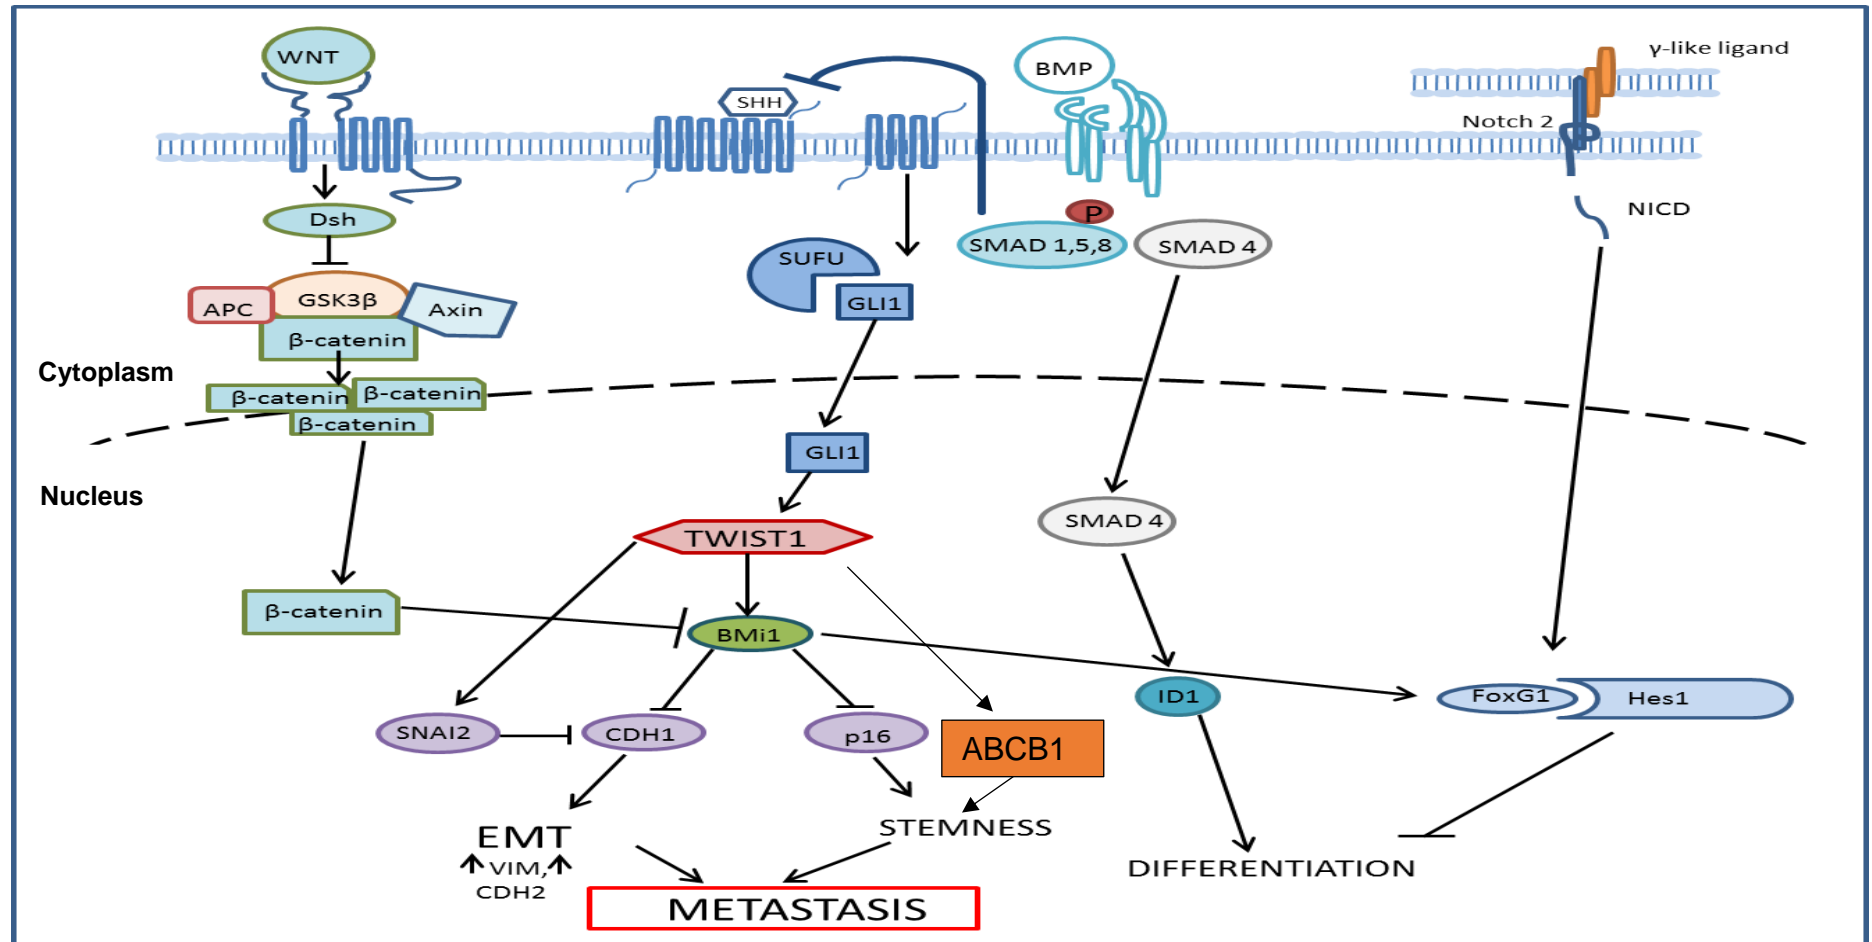 WNT
SHH
BMP
γ-like ligand
Notch 2
Dsh
P
NICD
SUFU
SMAD 1,5,8
SMAD 4
APC
GSK3β
Axin
GLI1
β-catenin
Cytoplasm
β-catenin
β-catenin
β-catenin
GLI1
Nucleus
SMAD 4
TWIST1
β-catenin
BMi1
ID1
FoxG1
Hes1
SNAI2
CDH1
p16
ABCB1
EMT
VIM,
CDH2
STEMNESS
DIFFERENTIATION
METASTASIS